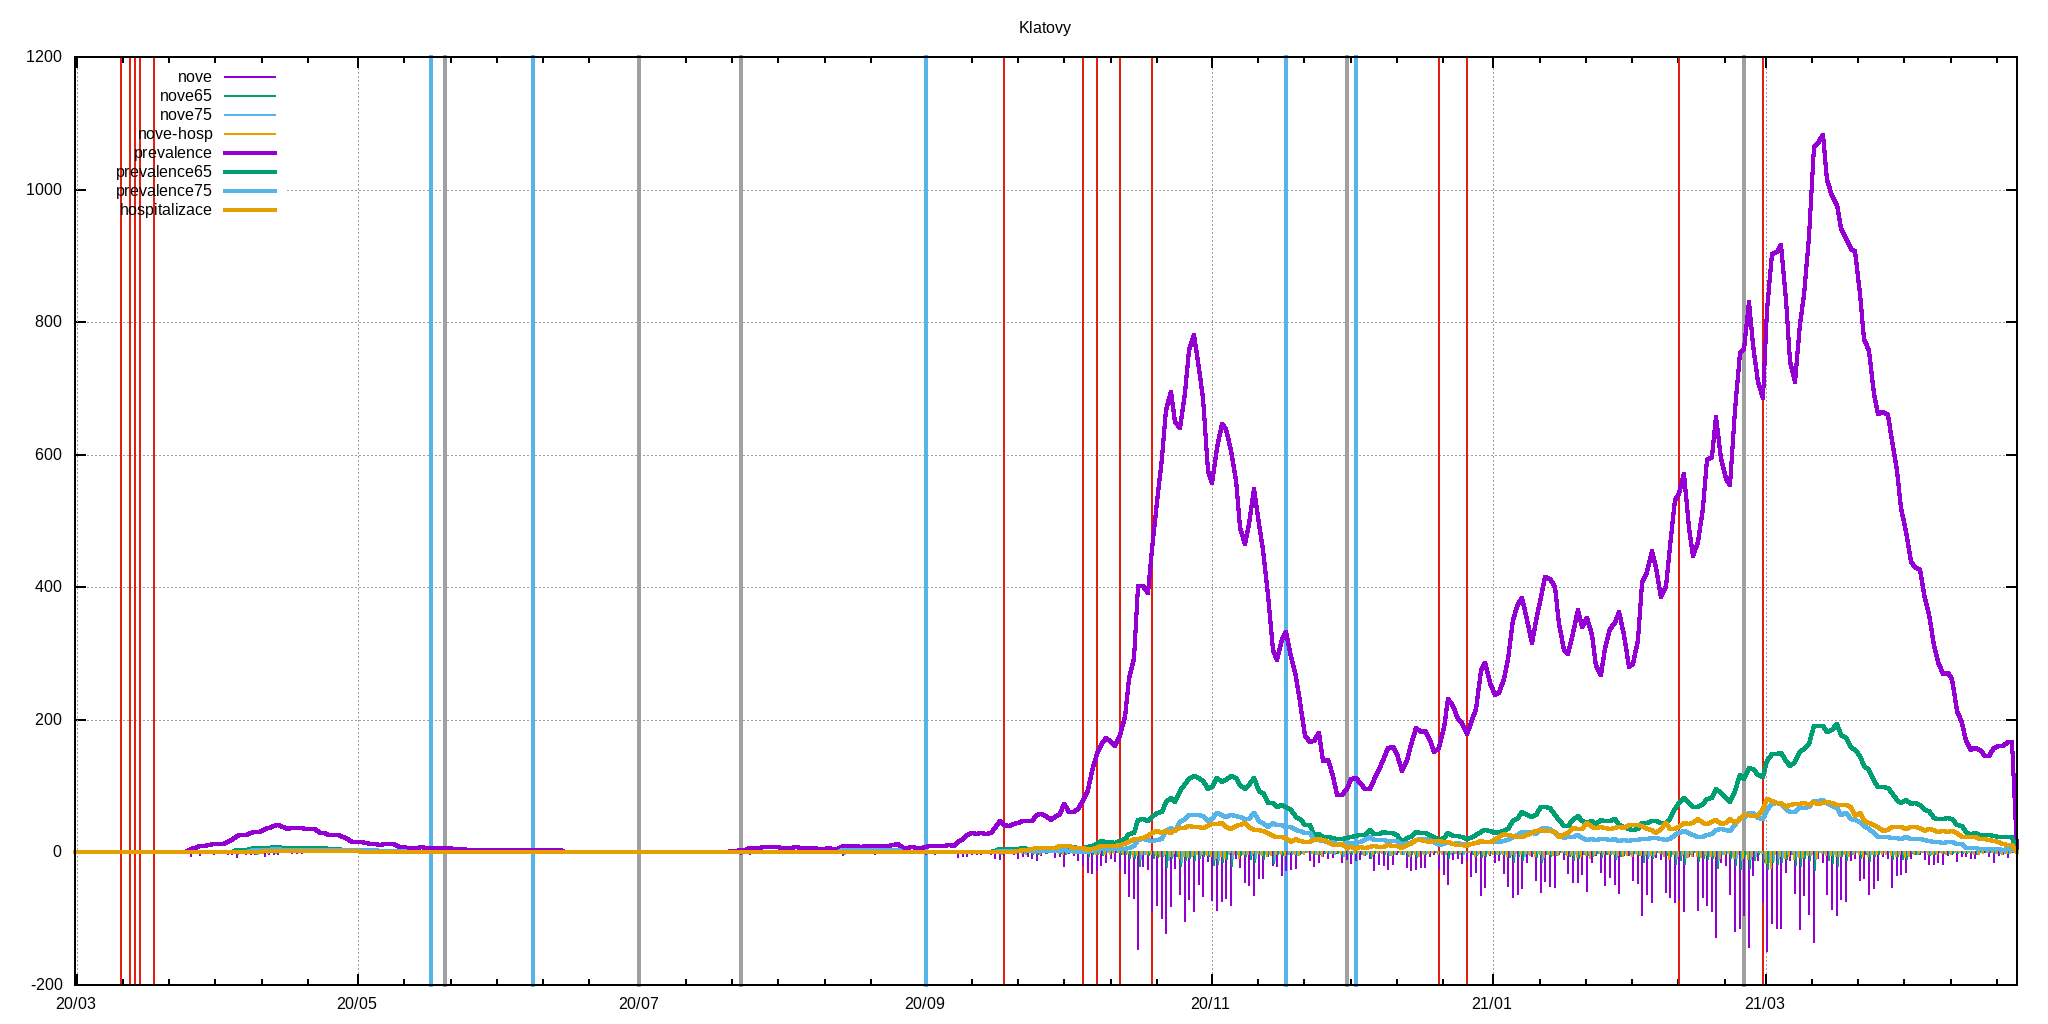 Klatovy
1200
1000
800
600
400
200
0
-200
nove
nove65
nove75
nove-hosp
prevalence
prevalence65
prevalence75
hospitalizace
20/03 20/05 20/07 20/09 20/11 21/01 21/03